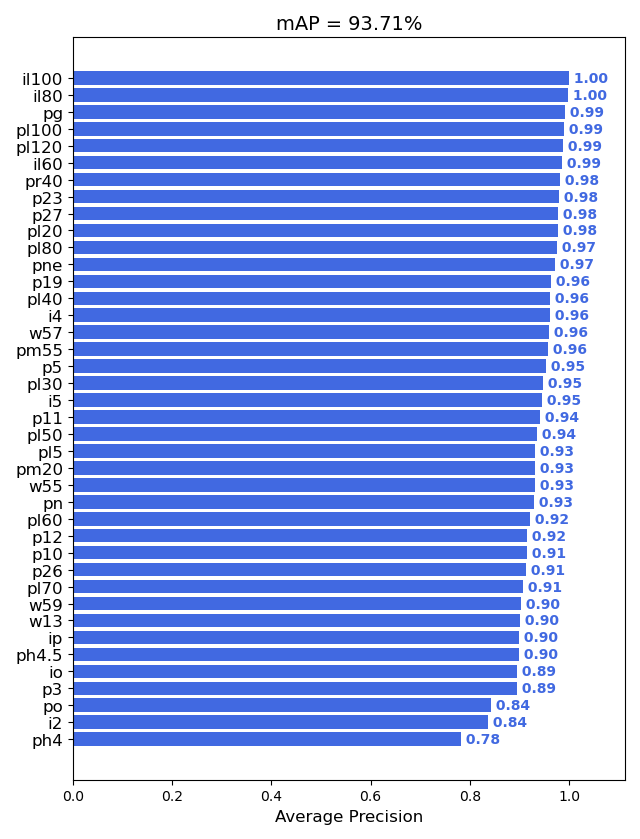 mAP = 93.71%
il100 1.00
il80 1.00
pg 0.99
pl100 0.99
pl120 0.99
il60 0.99
pr40 0.98
p23 0.98
p27 0.98
pl20 0.98
pl80 0.97
pne 0.97
p19 0.96
pl40 0.96
i4 0.96
w57 0.96
pm55 0.96
p5 0.95
pl30 0.95
i5 0.95
p11 0.94
pl50 0.94
pl5 0.93
pm20 0.93
w55 0.93
pn 0.93
pl60 0.92
p12 0.92
p10 0.91
p26 0.91
pl70 0.91
w59 0.90
w13 0.90
ip 0.90
ph4.5 0.90
io 0.89
p3 0.89
po 0.84
i2 0.84
ph4 0.78
0.0 0.2 0.4 0.6 0.8 1.0
Average Precision